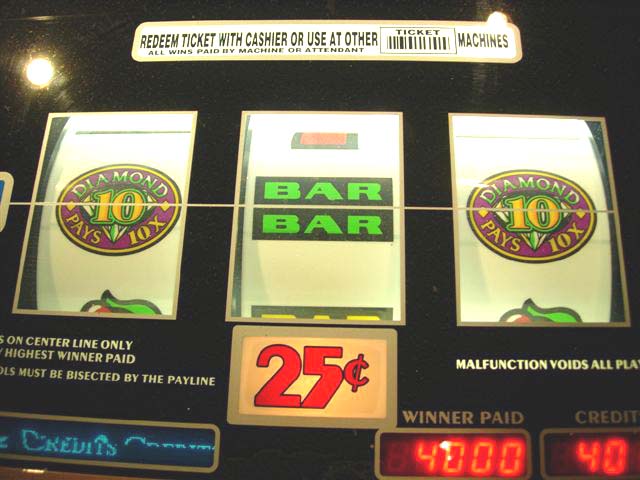 REDEEM TICKET WITH CASHIER OR USE AT OTHER TICKET MACHINES
ALL WINS PAID BY MACHINE OR ATTENDANT
DIAMOND
10
PAYS 10X
BAR
BAR
DIAMOND
10
PAYS 10X
S ON CENTER LINE ONLY
HIGHEST WINNER PAID
OLS MUST BE BISECTED BY THE PAYLINE
25¢
MALFUNCTION VOIDS ALL PLA
WINNER PAID
CREDIT
CREDITS
4000
40